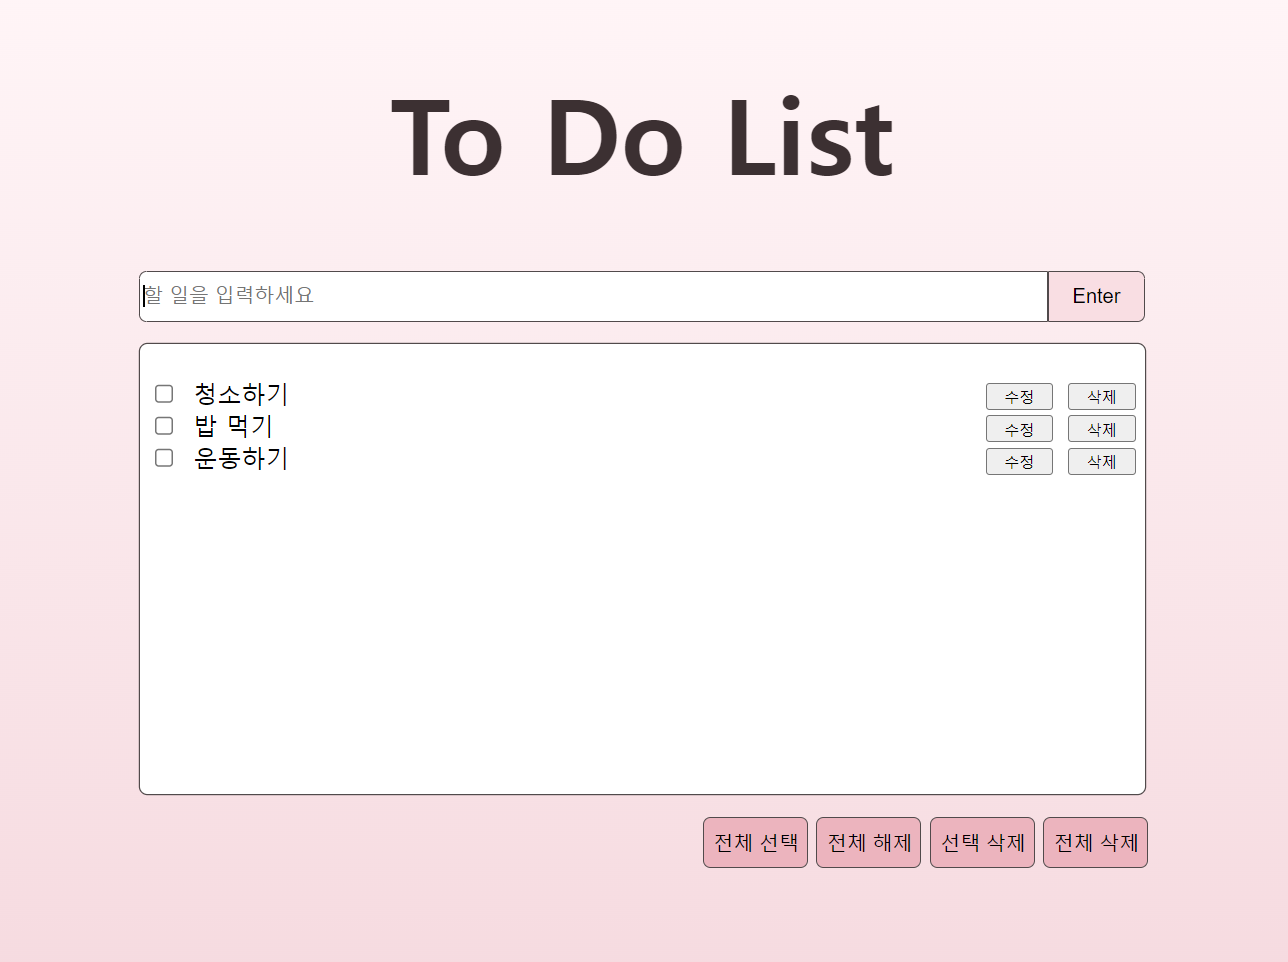 To Do List
할 일을 입력하세요 Enter
청소하기 수정 삭제
밥 먹기 수정 삭제
운동하기 수정 삭제
전체 선택 전체 해제 선택 삭제 전체 삭제